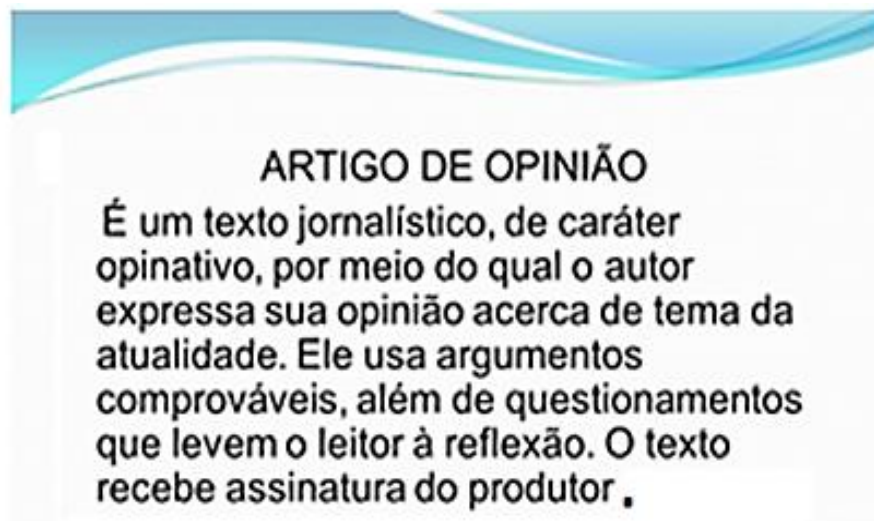 ARTIGO DE OPINIÃO
É um texto jornalístico, de caráter
opinativo, por meio do qual o autor
expressa sua opinião acerca de tema da
atualidade. Ele usa argumentos
comprováveis, além de questionamentos
que levem o leitor à reflexão. O texto
recebe assinatura do produtor .